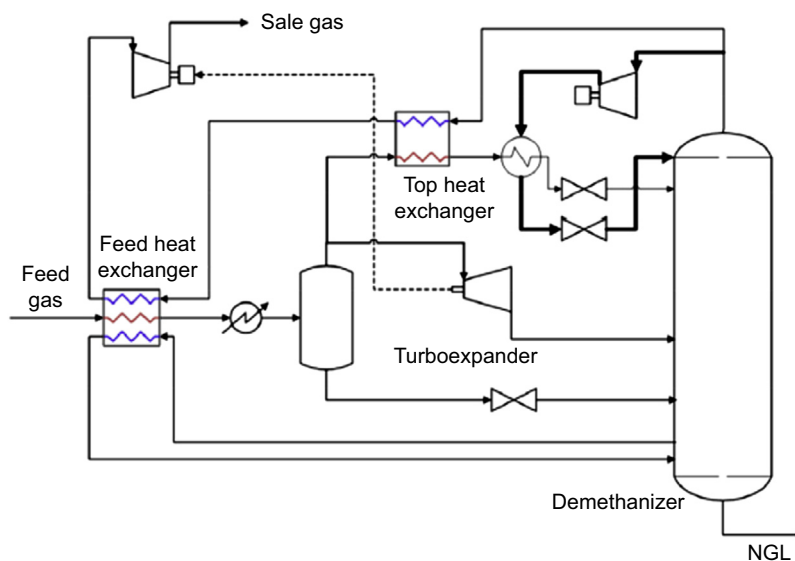 Sale gas
Top heat
exchanger
Feed heat
exchanger
Feed
gas
Turboexpander
Demethanizer
NGL